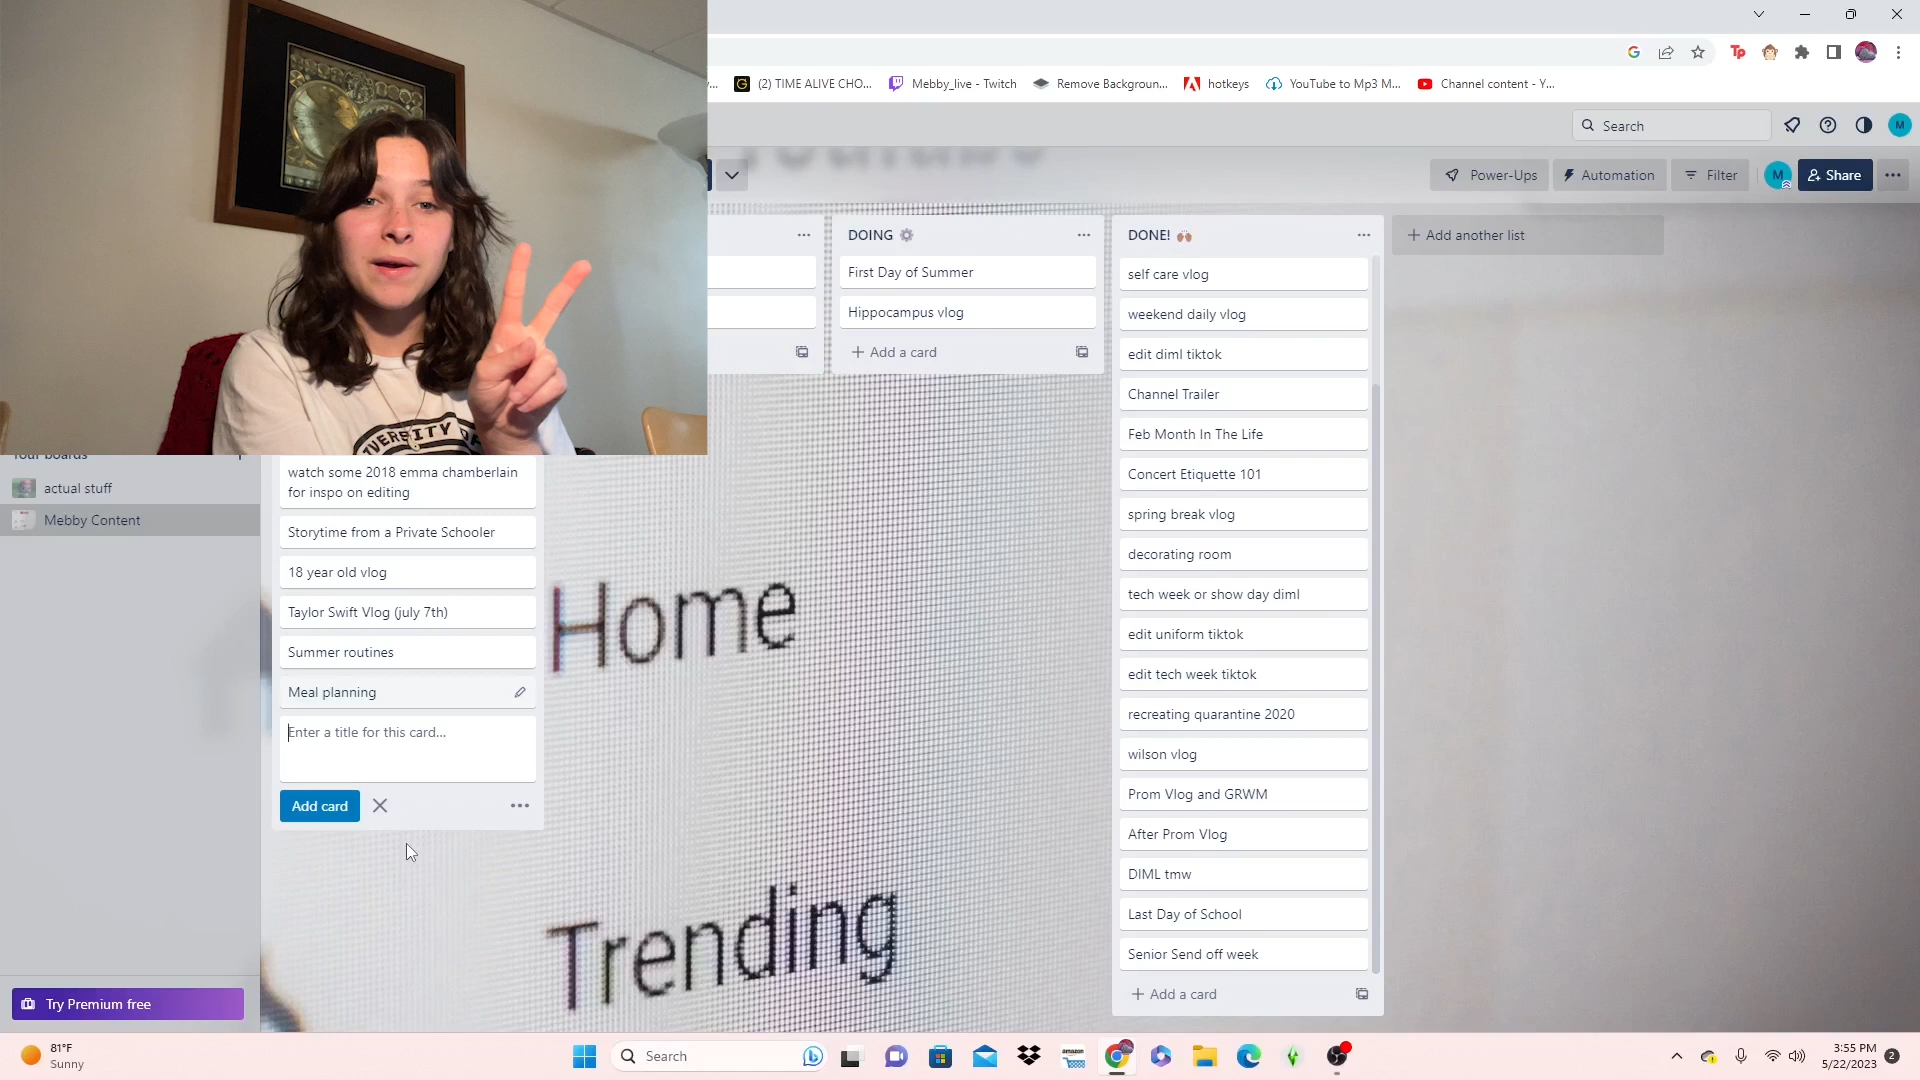 (2) TIME ALIVE CHO...
Mebby_live - Twitch
Remove Backgroun...
hotkeys
YouTube to Mp3 M...
Channel content - Y...
Search
M
Power-Ups
Automation
Filter
M
Share
DOING
First Day of Summer
Hippocampus vlog
+ Add a card
DONE!
self care vlog
weekend daily vlog
edit diml tiktok
Channel Trailer
Feb Month In The Life
Concert Etiquette 101
spring break vlog
decorating room
tech week or show day diml
edit uniform tiktok
edit tech week tiktok
recreating quarantine 2020
wilson vlog
Prom Vlog and GRWM
After Prom Vlog
DIML tmw
Last Day of School
Senior Send off week
+ Add a card
+ Add another list
Your boards
actual stuff
Mebby Content
watch some 2018 emma chamberlain
for inspo on editing
Storytime from a Private Schooler
18 year old vlog
Taylor Swift Vlog (july 7th)
Summer routines
Meal planning
Enter a title for this card...
Add card
Home
Trending
Try Premium free
81°F
Sunny
Search
amazon
3:55 PM
5/22/2023
2